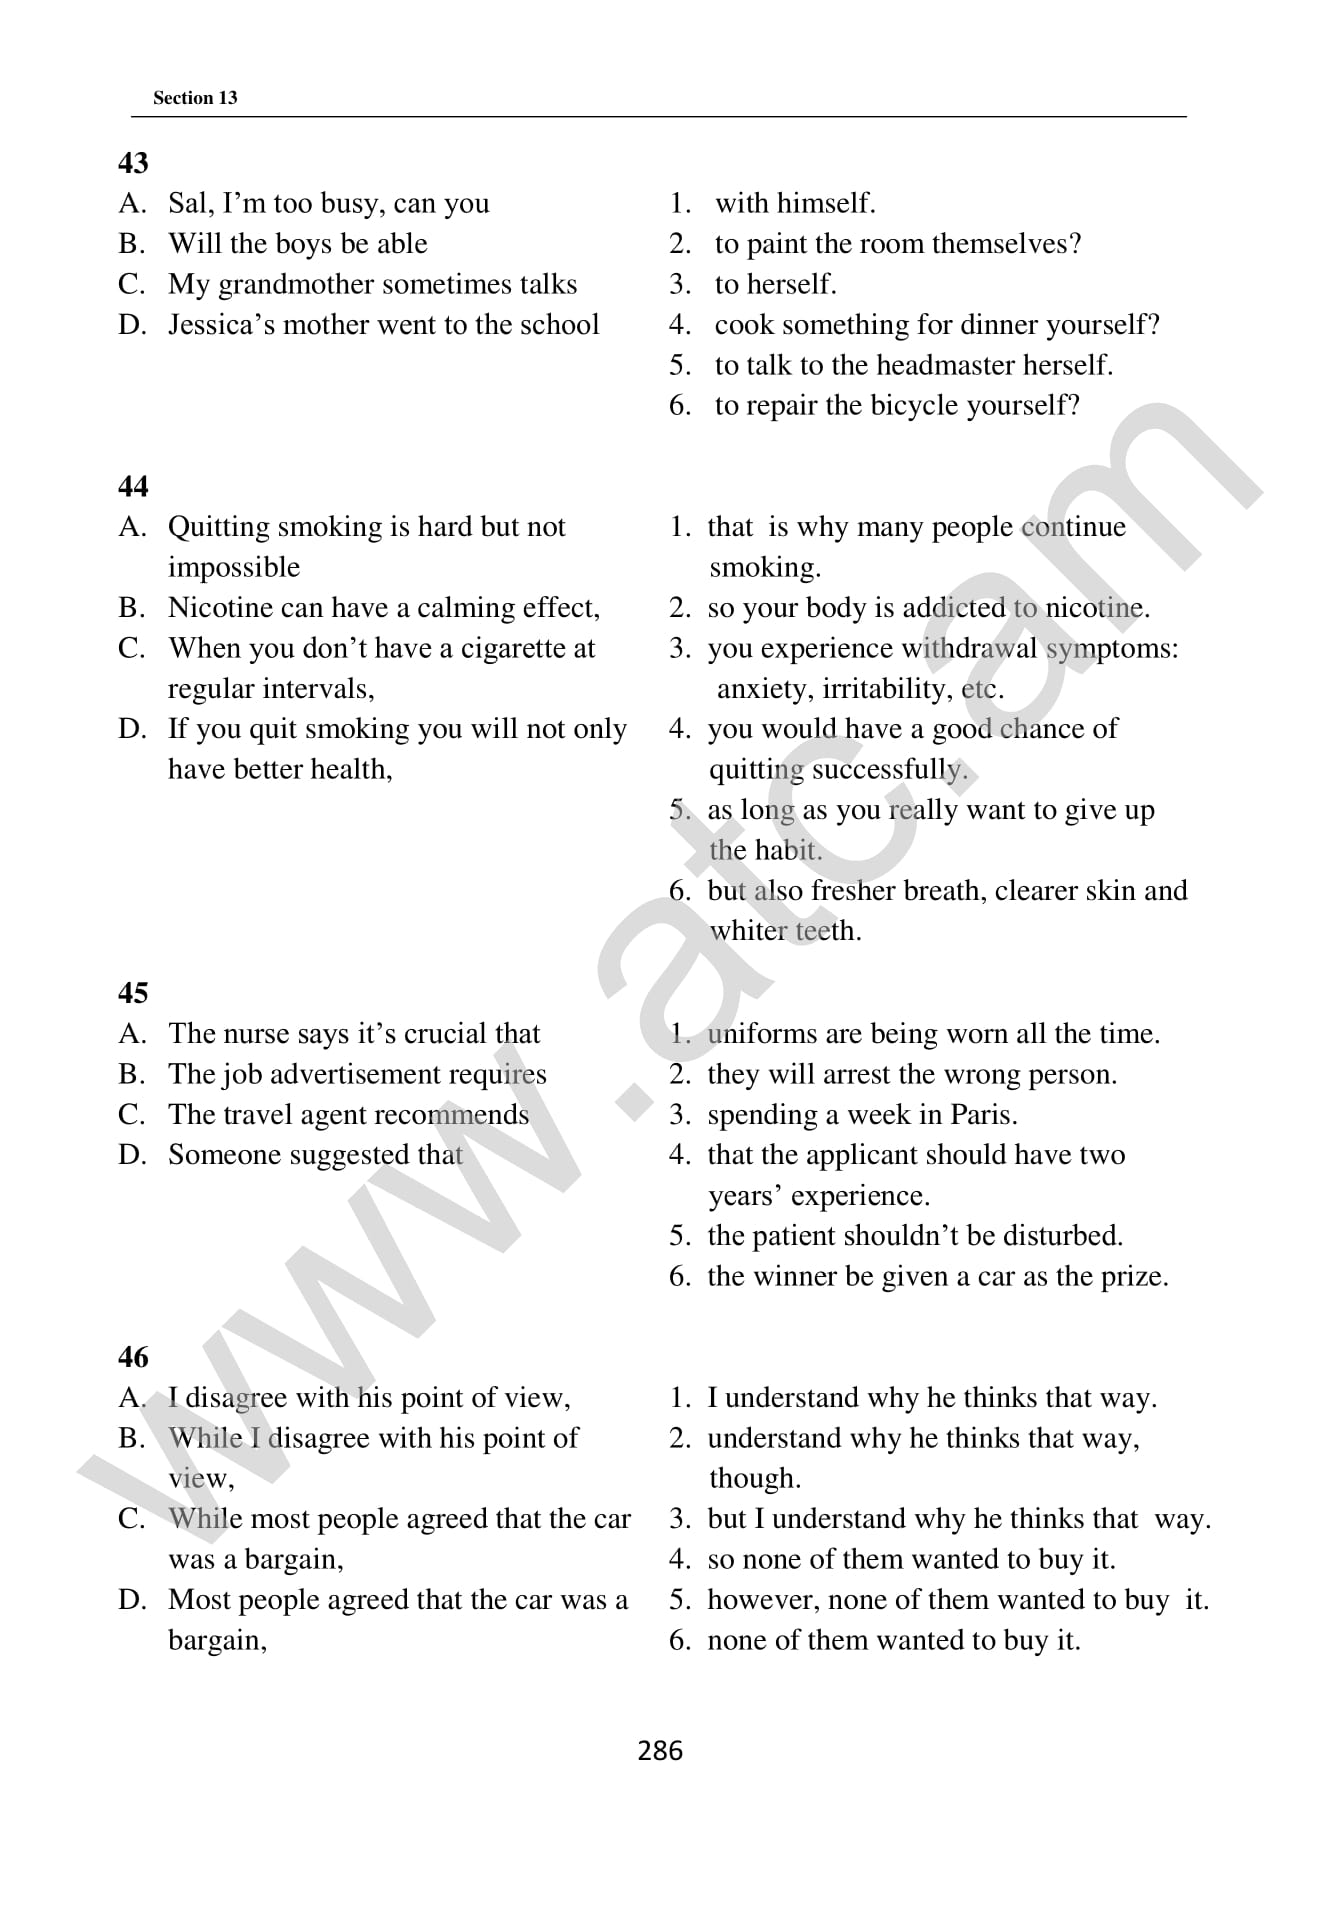 Section 13
43
A. Sal, I’m too busy, can you
B. Will the boys be able
C. My grandmother sometimes talks
D. Jessica’s mother went to the school
1. with himself.
2. to paint the room themselves?
3. to herself.
4. cook something for dinner yourself?
5. to talk to the headmaster herself.
6. to repair the bicycle yourself?
44
A. Quitting smoking is hard but not
impossible
B. Nicotine can have a calming effect,
C. When you don’t have a cigarette at
regular intervals,
D. If you quit smoking you will not only
have better health,
1. that is why many people continue
smoking.
2. so your body is addicted to nicotine.
3. you experience withdrawal symptoms:
anxiety, irritability, etc.
4. you would have a good chance of
quitting successfully.
5. as long as you really want to give up
the habit.
6. but also fresher breath, clearer skin and
whiter teeth.
45
A. The nurse says it’s crucial that
B. The job advertisement requires
C. The travel agent recommends
D. Someone suggested that
1. uniforms are being worn all the time.
2. they will arrest the wrong person.
3. spending a week in Paris.
4. that the applicant should have two
years’ experience.
5. the patient shouldn’t be disturbed.
6. the winner be given a car as the prize.
46
A. I disagree with his point of view,
B. While I disagree with his point of
view,
C. While most people agreed that the car
was a bargain,
D. Most people agreed that the car was a
bargain,
1. I understand why he thinks that way.
2. understand why he thinks that way,
though.
3. but I understand why he thinks that way.
4. so none of them wanted to buy it.
5. however, none of them wanted to buy it.
6. none of them wanted to buy it.
286
www.atc.am